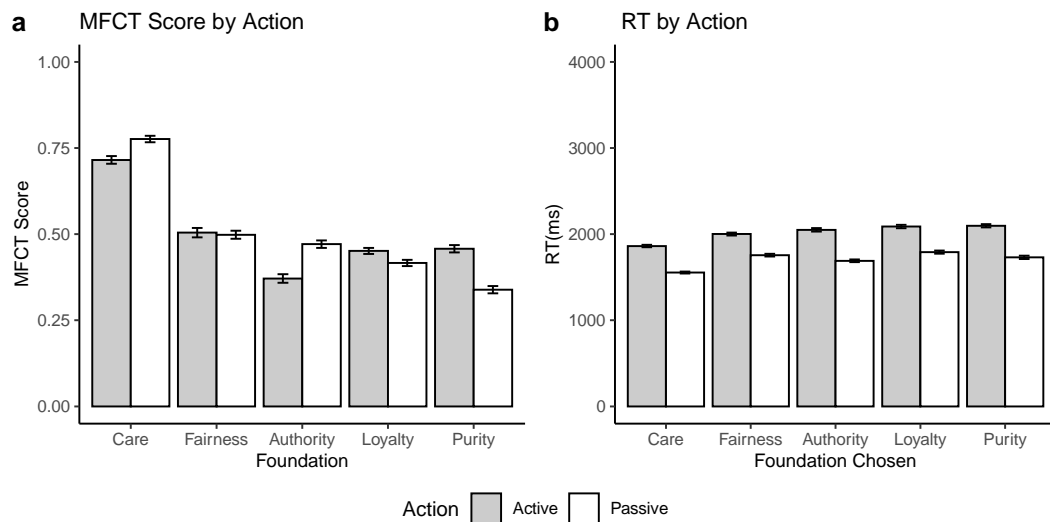 a MFCT Score by Action
1.00
0.75
0.50
0.25
0.00
MFCT Score
Care Fairness Authority Loyalty Purity
Foundation
b RT by Action
4000
3000
2000
1000
0
RT(ms)
Care Fairness Authority Loyalty Purity
Foundation Chosen
Action Active Passive